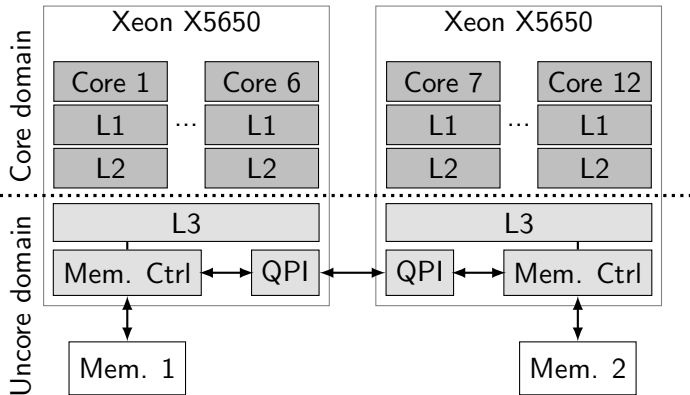 Xeon X5650
Xeon X5650
Core domain
Core 1
Core 6
Core 7
Core 12
L1
...
L1
L1
...
L1
L2
L2
L2
L2
Uncore domain
L3
L3
Mem. Ctrl
QPI
QPI
Mem. Ctrl
Mem. 1
Mem. 2